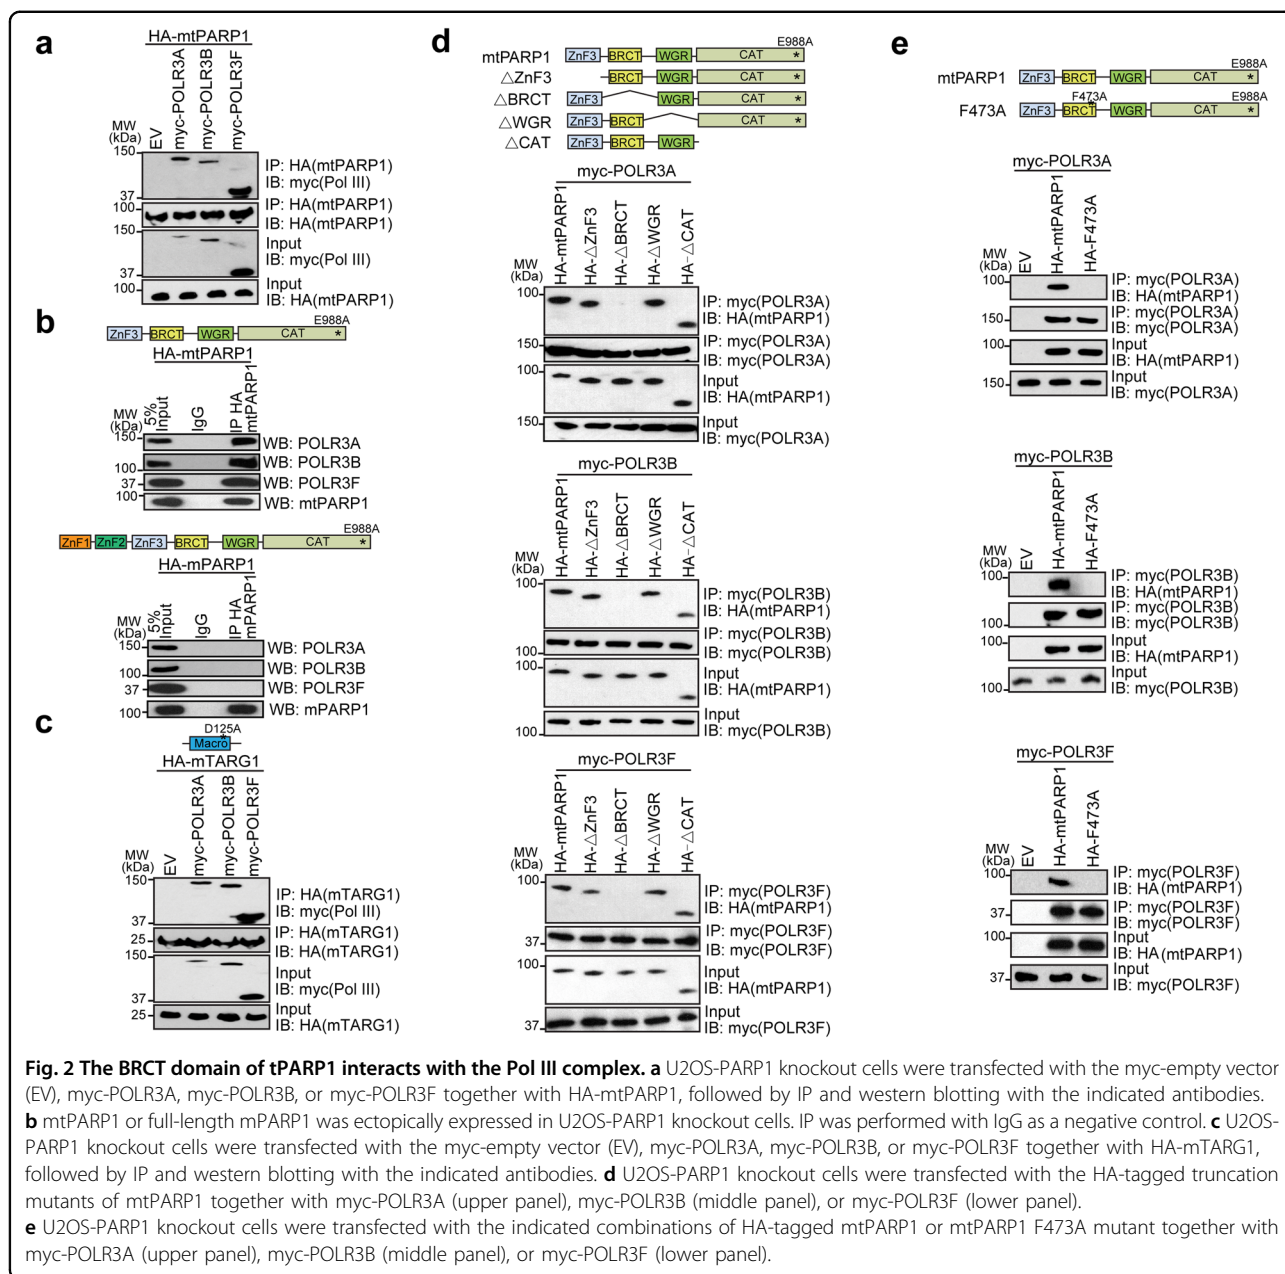 a
HA-mtPARP1
MW (kDa)
EV
myc-POLR3A
myc-POLR3B
myc-POLR3F
150
37
IP: HA(mtPARP1)
IB: myc(Pol III)
100
IP: HA(mtPARP1)
IB: HA(mtPARP1)
150
37
Input
IB: myc(Pol III)
100
Input
IB: HA(mtPARP1)
b
E988A
ZnF3 BRCT WGR CAT *
HA-mtPARP1
MW (kDa)
5% Input
IgG
IP HA mtPARP1
150
WB: POLR3A
100
WB: POLR3B
37
WB: POLR3F
100
WB: mtPARP1
E988A
ZnF1 ZnF2 ZnF3 BRCT WGR CAT *
HA-mPARP1
MW (kDa)
5% Input
IgG
IP HA mPARP1
150
WB: POLR3A
100
WB: POLR3B
37
WB: POLR3F
100
WB: mPARP1
c
D125A
*
Macro
HA-mTARG1
MW (kDa)
EV
myc-POLR3A
myc-POLR3B
myc-POLR3F
150
37
IP: HA(mTARG1)
IB: myc(Pol III)
25
IP: HA(mTARG1)
IB: HA(mTARG1)
150
37
Input
IB: myc(Pol III)
25
Input
IB: HA(mTARG1)
d
E988A
mtPARP1 ZnF3 BRCT WGR CAT *
△ZnF3 BRCT WGR CAT *
△BRCT ZnF3 WGR CAT *
△WGR ZnF3 BRCT CAT *
△CAT ZnF3 BRCT WGR
myc-POLR3A
MW (kDa)
HA-mtPARP1
HA-△ZnF3
HA-△BRCT
HA-△WGR
HA-△CAT
100
IP: myc(POLR3A)
IB: HA(mtPARP1)
150
IP: myc(POLR3A)
IB: myc(POLR3A)
100
Input
IB: HA(mtPARP1)
150
Input
IB: myc(POLR3A)
myc-POLR3B
MW (kDa)
HA-mtPARP1
HA-△ZnF3
HA-△BRCT
HA-△WGR
HA-△CAT
100
IP: myc(POLR3B)
IB: HA(mtPARP1)
100
IP: myc(POLR3B)
IB: myc(POLR3B)
100
Input
IB: HA(mtPARP1)
100
Input
IB: myc(POLR3B)
myc-POLR3F
MW (kDa)
HA-mtPARP1
HA-△ZnF3
HA-△BRCT
HA-△WGR
HA-△CAT
100
IP: myc(POLR3F)
IB: HA(mtPARP1)
37
IP: myc(POLR3F)
IB: myc(POLR3F)
100
Input
IB: HA(mtPARP1)
37
Input
IB: myc(POLR3F)
e
E988A
mtPARP1 ZnF3 BRCT WGR CAT *
F473A E988A
*
F473A ZnF3 BRCT WGR CAT *
myc-POLR3A
MW (kDa)
EV
HA-mtPARP1
HA-F473A
100
IP: myc(POLR3A)
IB: HA(mtPARP1)
150
IP: myc(POLR3A)
IB: myc(POLR3A)
100
Input
IB: HA(mtPARP1)
150
Input
IB: myc(POLR3A)
myc-POLR3B
MW (kDa)
EV
HA-mtPARP1
HA-F473A
100
IP: myc(POLR3B)
IB: HA(mtPARP1)
100
IP: myc(POLR3B)
IB: myc(POLR3B)
100
Input
IB: HA(mtPARP1)
100
Input
IB: myc(POLR3B)
myc-POLR3F
MW (kDa)
EV
HA-mtPARP1
HA-F473A
100
IP: myc(POLR3F)
IB: HA(mtPARP1)
37
IP: myc(POLR3F)
IB: myc(POLR3F)
100
Input
IB: HA(mtPARP1)
37
Input
IB: myc(POLR3F)
Fig. 2 The BRCT domain of tPARP1 interacts with the Pol III complex. a U2OS-PARP1 knockout cells were transfected with the myc-empty vector
(EV), myc-POLR3A, myc-POLR3B, or myc-POLR3F together with HA-mtPARP1, followed by IP and western blotting with the indicated antibodies.
b mtPARP1 or full-length mPARP1 was ectopically expressed in U2OS-PARP1 knockout cells. IP was performed with IgG as a negative control. c U2OS-
PARP1 knockout cells were transfected with the myc-empty vector (EV), myc-POLR3A, myc-POLR3B, or myc-POLR3F together with HA-mTARG1,
followed by IP and western blotting with the indicated antibodies. d U2OS-PARP1 knockout cells were transfected with the HA-tagged truncation
mutants of mtPARP1 together with myc-POLR3A (upper panel), myc-POLR3B (middle panel), or myc-POLR3F (lower panel).
e U2OS-PARP1 knockout cells were transfected with the indicated combinations of HA-tagged mtPARP1 or mtPARP1 F473A mutant together with
myc-POLR3A (upper panel), myc-POLR3B (middle panel), or myc-POLR3F (lower panel).